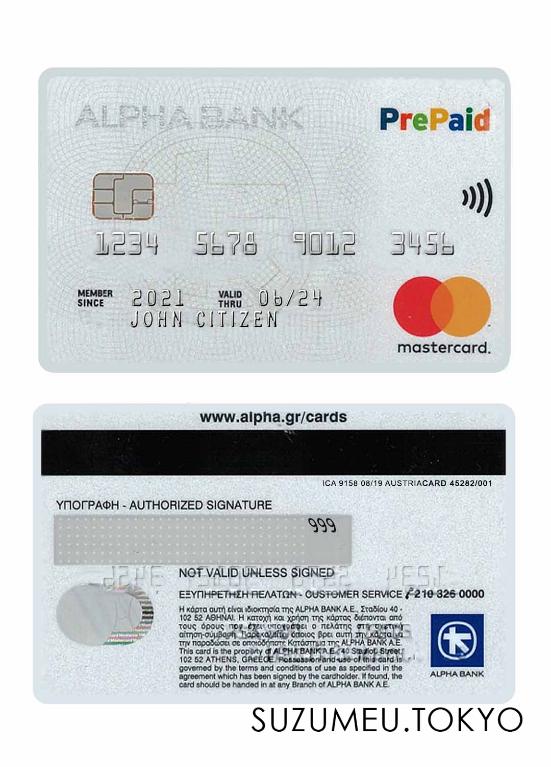 ALPHA BANK
PrePaid
1234 5678 9012 3456
MEMBER SINCE 2021 VALID THRU 06/24
JOHN CITIZEN
mastercard.
www.alpha.gr/cards
ICA 9158 08/19 AUSTRIACARD 45282/001
ΥΠΟΓΡΑΦΗ - AUTHORIZED SIGNATURE
999
NOT VALID UNLESS SIGNED
ΕΞΥΠΗΡΕΤΗΣΗ ΠΕΛΑΤΩΝ - CUSTOMER SERVICE 210 326 0000
Η κάρτα αυτή είναι ιδιοκτησία της ALPHA BANK A.E., Σταδίου 40 -
102 52 ΑΘΗΝΑΙ. Η κατοχή και χρήση της κάρτας διέπονται από
τους όρους που έχει υπογράψει ο πελάτης στη σχετική
αίτηση-σύμβαση. Παρακαλείται όποιος βρει αυτή την κάρτα να
την παραδώσει σε οποιοδήποτε Κατάστημα της ALPHA BANK A.E.
This card is the property of ALPHA BANK A.E. 40 Stadiou Street,
102 52 ATHENS, GREECE. Possession and use of this card is
governed by the terms and conditions of use as specified in the
agreement which has been signed by the cardholder. If found, the
card should be handed in at any Branch of ALPHA BANK A.E.
ALPHA BANK
SUZUMEU.TOKYO